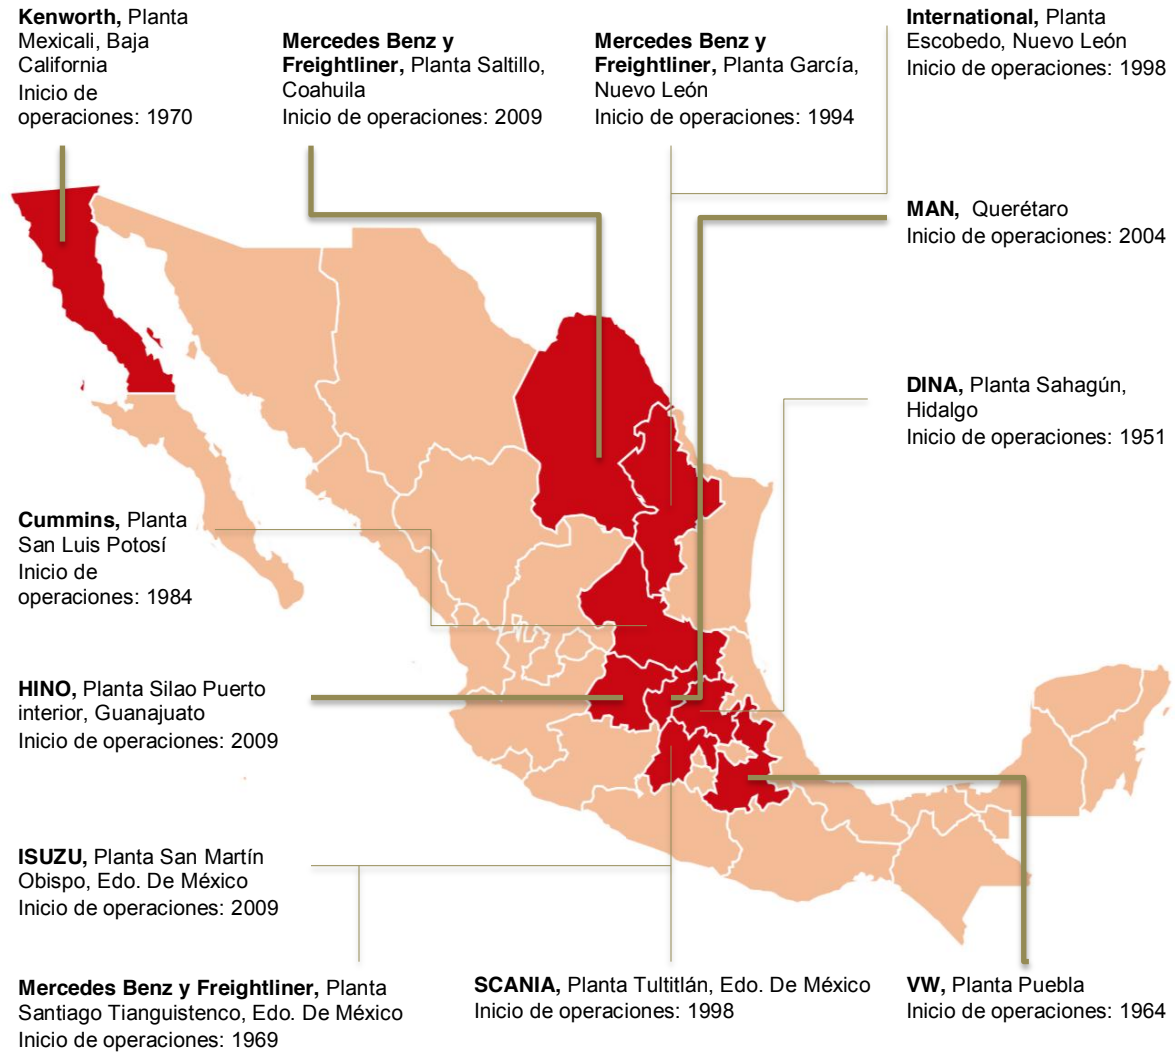 Kenworth, Planta
Mexicali, Baja
California
Inicio de
operaciones: 1970
Mercedes Benz y
Freightliner, Planta Saltillo,
Coahuila
Inicio de operaciones: 2009
Mercedes Benz y
Freightliner, Planta García,
Nuevo León
Inicio de operaciones: 1994
International, Planta
Escobedo, Nuevo León
Inicio de operaciones: 1998
MAN, Querétaro
Inicio de operaciones: 2004
DINA, Planta Sahagún,
Hidalgo
Inicio de operaciones: 1951
Cummins, Planta
San Luis Potosí
Inicio de
operaciones: 1984
HINO, Planta Silao Puerto
interior, Guanajuato
Inicio de operaciones: 2009
ISUZU, Planta San Martín
Obispo, Edo. De México
Inicio de operaciones: 2009
Mercedes Benz y Freightliner, Planta
Santiago Tianguistenco, Edo. De México
Inicio de operaciones: 1969
SCANIA, Planta Tultitlán, Edo. De México
Inicio de operaciones: 1998
VW, Planta Puebla
Inicio de operaciones: 1964